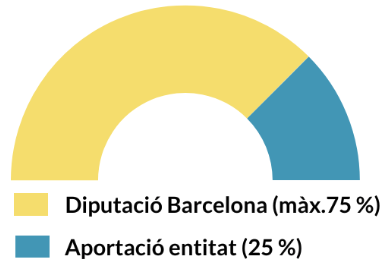 Diputació Barcelona (màx.75 %)
Aportació entitat (25 %)